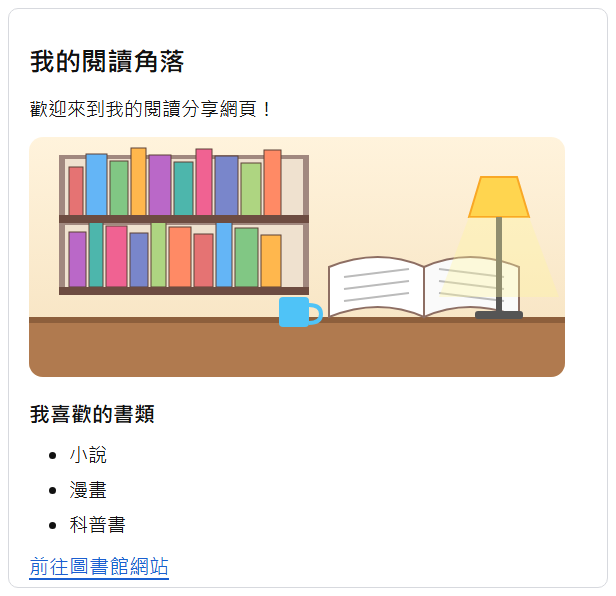 我的閱讀角落
歡迎來到我的閱讀分享網頁！
我喜歡的書類
小說
漫畫
科普書
前往圖書館網站